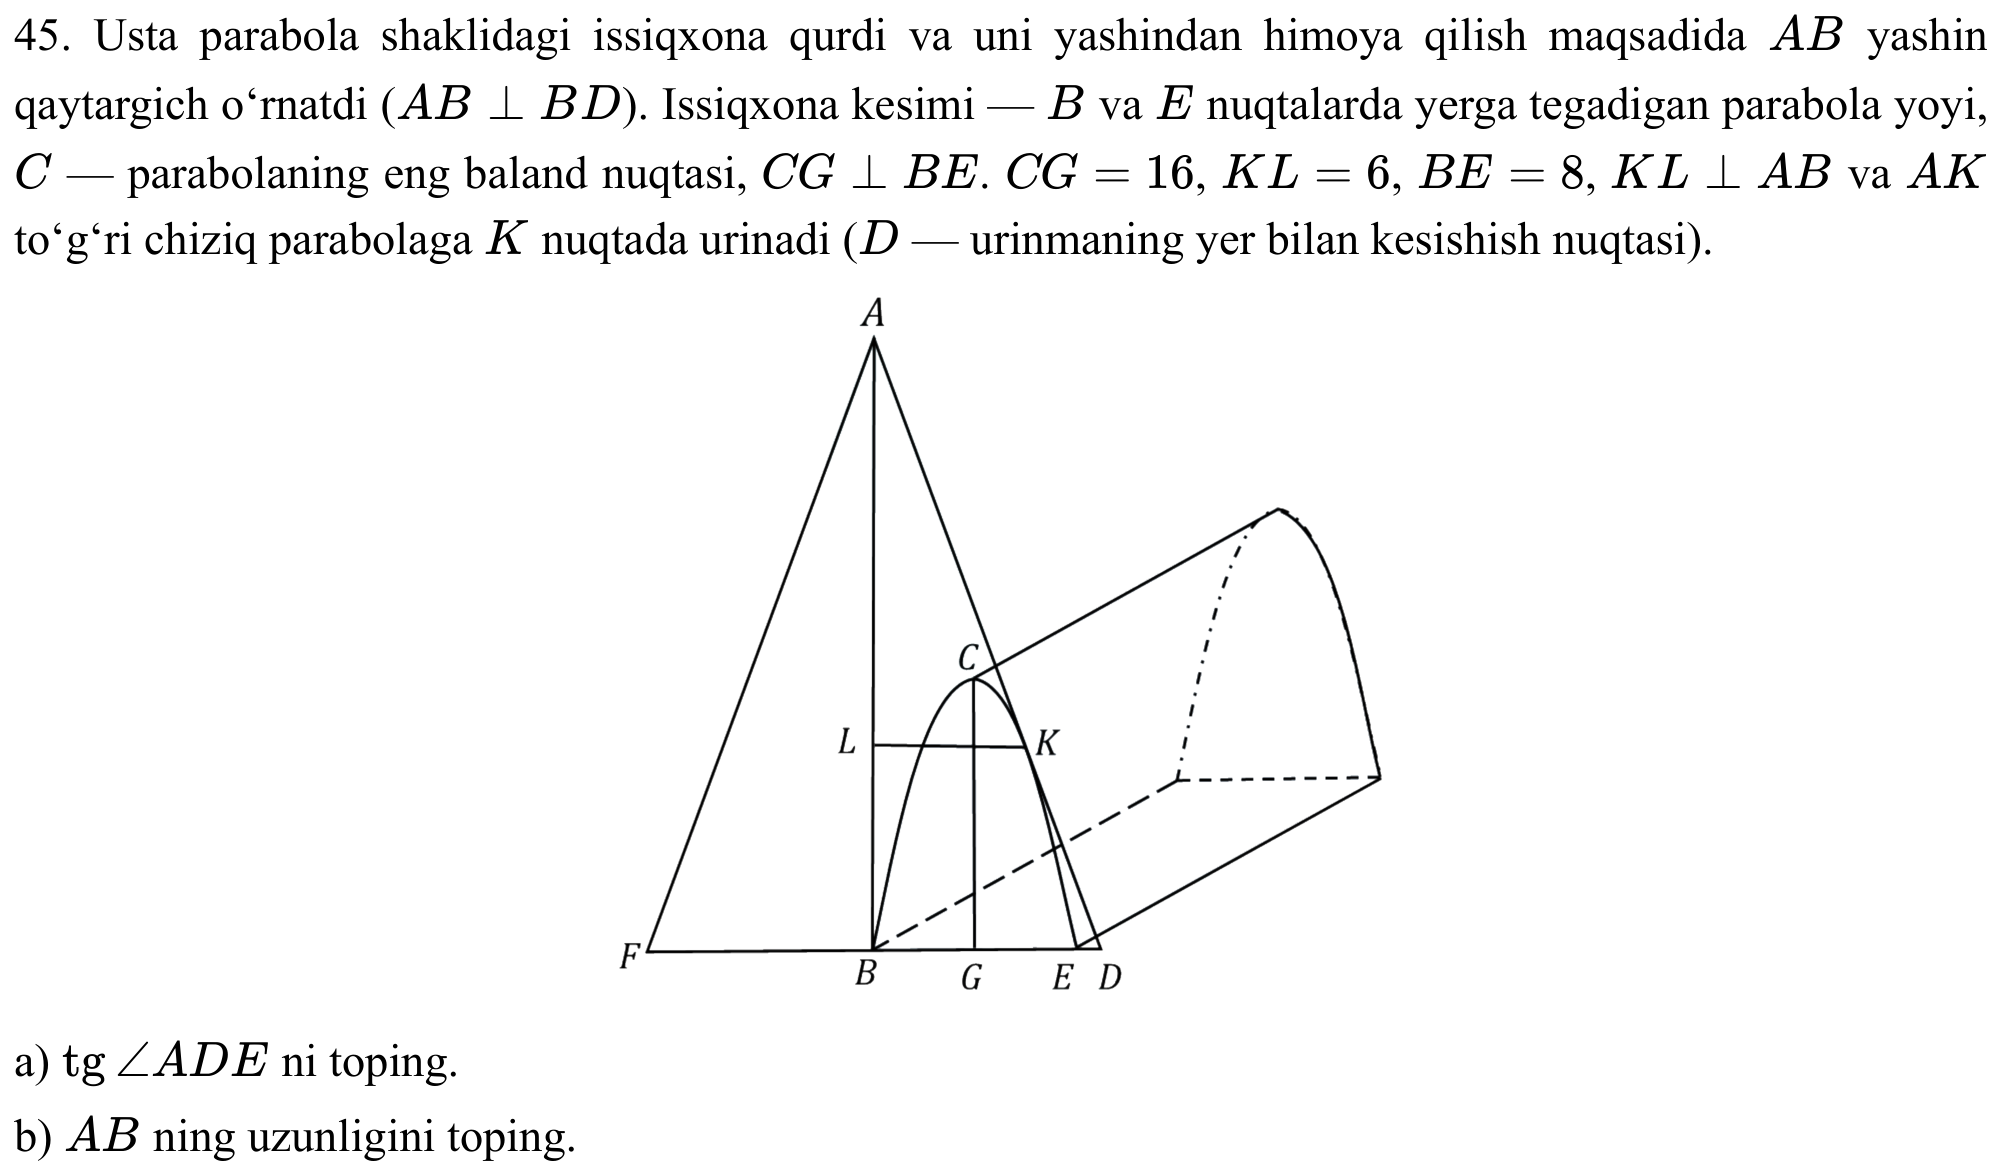 45. Usta parabola shaklidagi issiqxona qurdi va uni yashindan himoya qilish maqsadida AB yashin
qaytargich o‘rnatdi (AB ⊥ BD). Issiqxona kesimi — B va E nuqtalarda yerga tegadigan parabola yoyi,
C — parabolaning eng baland nuqtasi, CG ⊥ BE. CG = 16, KL = 6, BE = 8, KL ⊥ AB va AK
to‘g‘ri chiziq parabolaga K nuqtada urinadi (D — urinmaning yer bilan kesishish nuqtasi).
A
C
L K
F B G E D
a) tg ∠ADE ni toping.
b) AB ning uzunligini toping.